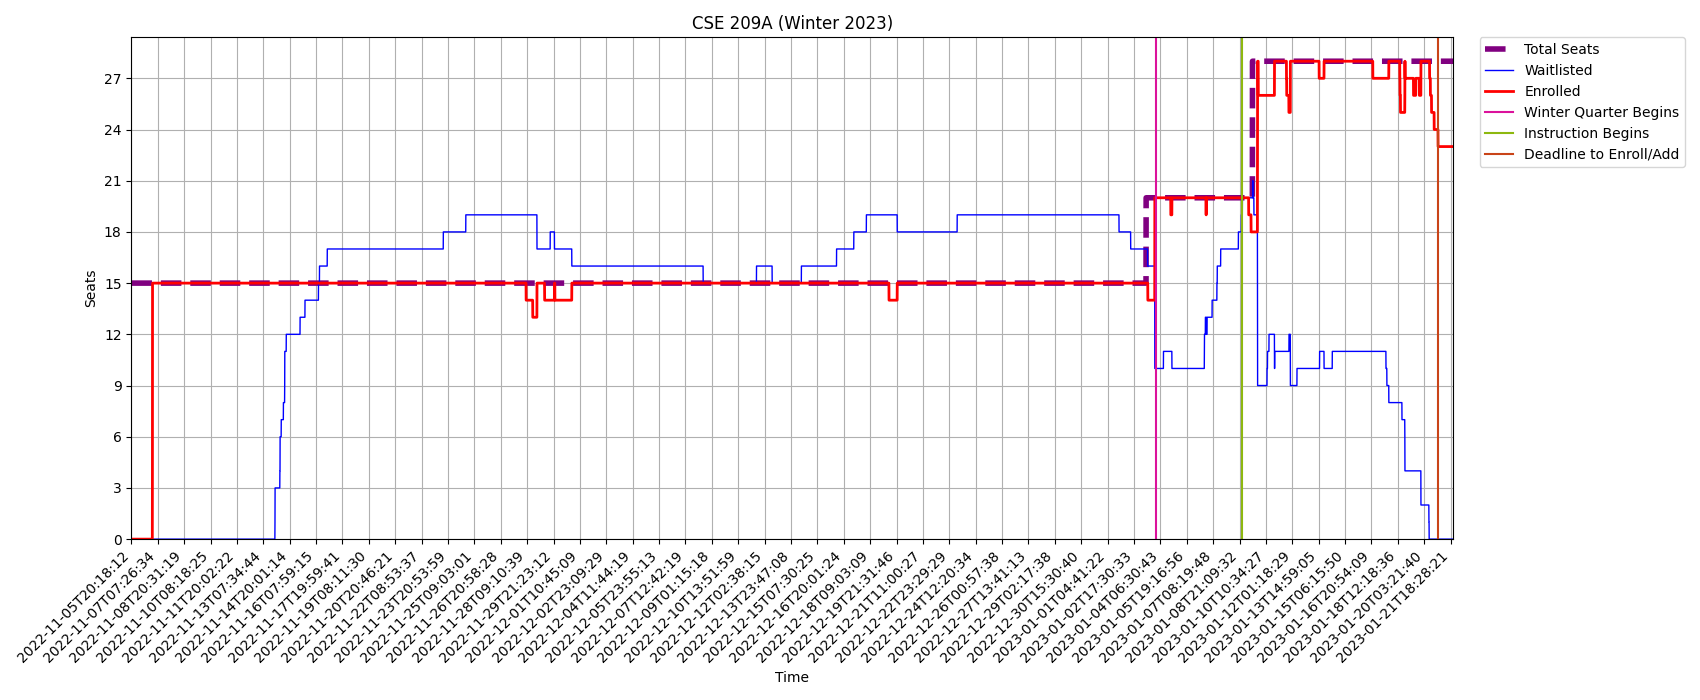 CSE 209A (Winter 2023)
Total Seats
Waitlisted
Enrolled
Winter Quarter Begins
Instruction Begins
Deadline to Enroll/Add
Seats
27
24
21
18
15
12
9
6
3
0
2022-11-05T20:18:12
2022-11-07T07:26:34
2022-11-08T20:31:19
2022-11-10T08:18:25
2022-11-11T20:02:22
2022-11-13T07:34:44
2022-11-14T20:01:14
2022-11-16T07:59:15
2022-11-17T19:59:41
2022-11-19T08:11:30
2022-11-20T20:46:21
2022-11-22T08:53:37
2022-11-23T20:53:59
2022-11-25T09:03:01
2022-11-26T20:58:28
2022-11-28T09:10:39
2022-11-29T21:23:12
2022-12-01T10:45:09
2022-12-02T23:09:29
2022-12-04T11:44:19
2022-12-05T23:55:13
2022-12-07T12:42:19
2022-12-09T01:15:18
2022-12-10T13:51:59
2022-12-12T02:38:15
2022-12-13T23:47:08
2022-12-15T07:30:25
2022-12-16T20:01:24
2022-12-18T09:03:09
2022-12-19T21:31:46
2022-12-21T11:00:27
2022-12-22T23:29:29
2022-12-24T12:20:34
2022-12-26T00:57:38
2022-12-27T13:41:13
2022-12-29T02:17:38
2022-12-30T15:30:40
2023-01-01T04:41:22
2023-01-02T17:30:33
2023-01-04T06:30:43
2023-01-05T19:16:56
2023-01-07T08:19:48
2023-01-08T21:09:32
2023-01-10T10:34:27
2023-01-12T01:18:29
2023-01-13T14:59:05
2023-01-15T06:15:50
2023-01-16T20:54:09
2023-01-18T12:18:36
2023-01-20T03:21:40
2023-01-21T18:28:21
Time